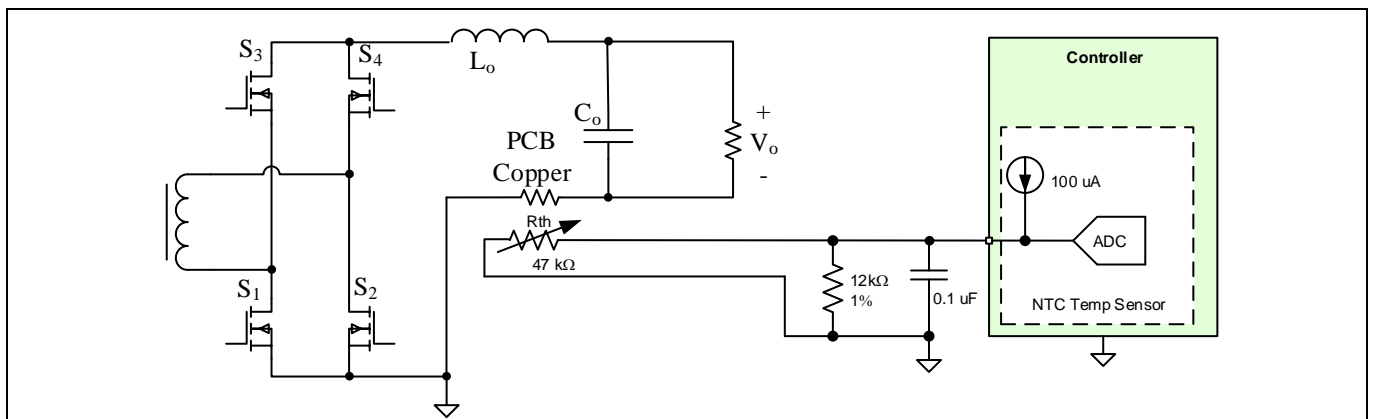 S3
S4
Lo
Co
+
Vo
-
PCB
Copper
Rth
47 kΩ
12kΩ
1%
0.1 uF
Controller
100 uA
ADC
NTC Temp Sensor
S1
S2